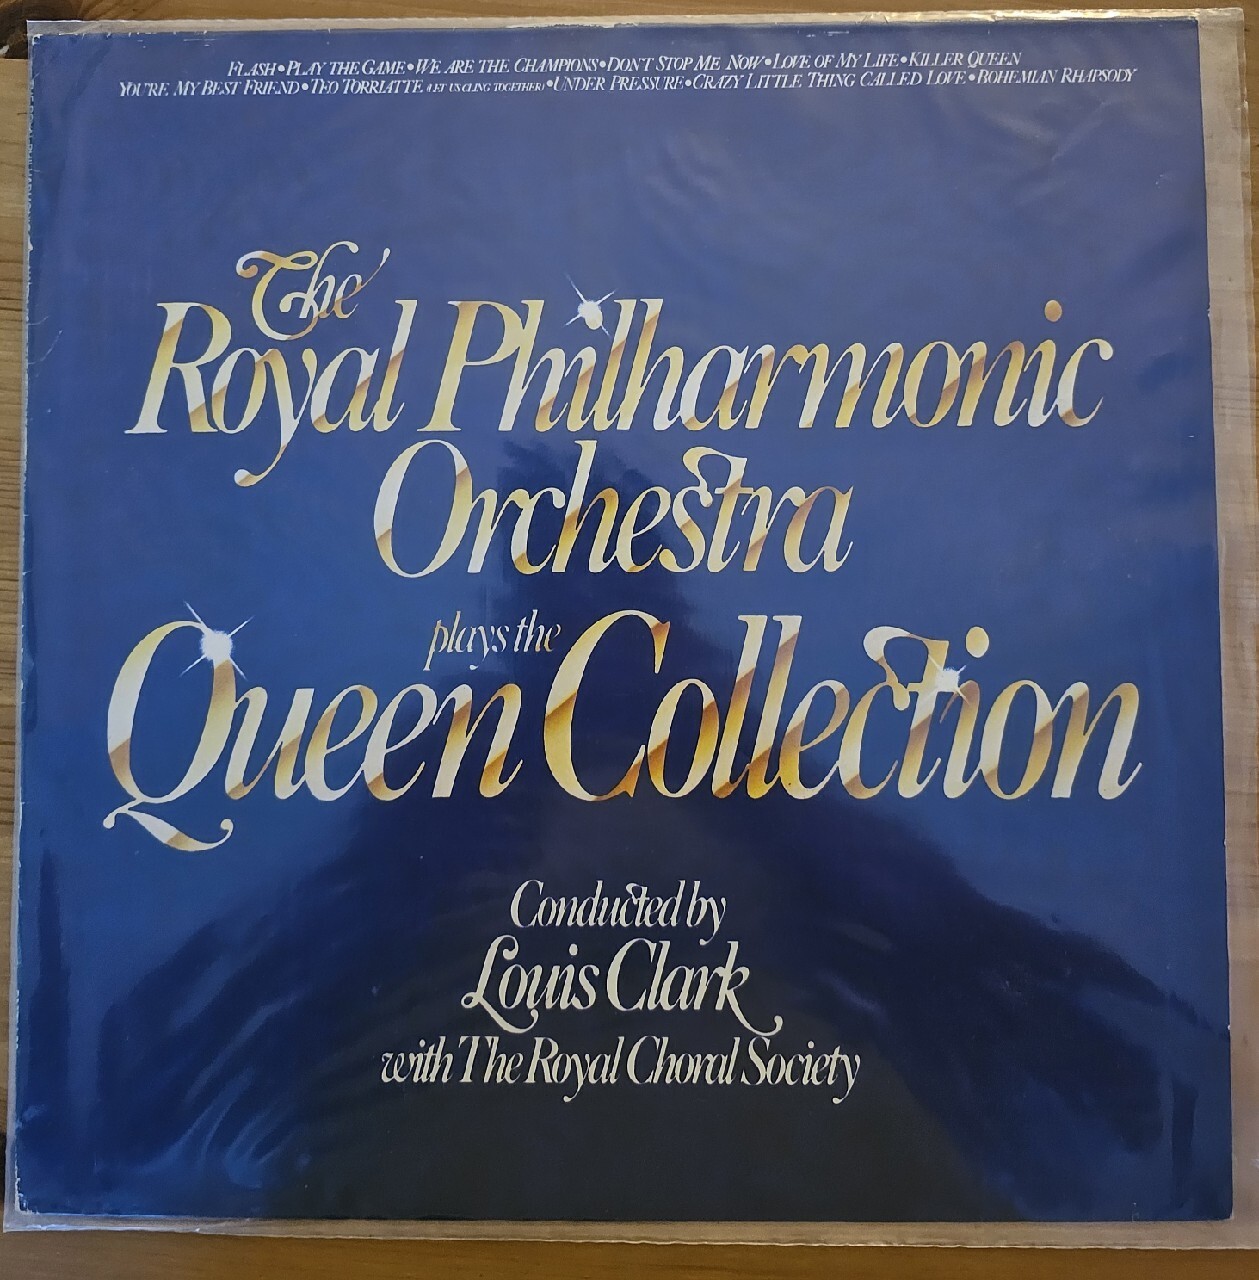 FLASH•PLAY THE GAME•WE ARE THE CHAMPIONS•DON'T STOP ME NOW•LOVE OF MY LIFE•KILLER QUEEN
YOU'RE MY BEST FRIEND•TEO TORRIATTE (LET US CLING TOGETHER)•UNDER PRESSURE•CRAZY LITTLE THING CALLED LOVE•BOHEMIAN RHAPSODY
The
Royal Philharmonic
Orchestra
plays the
Queen Collection
Conducted by
Louis Clark
with The Royal Choral Society